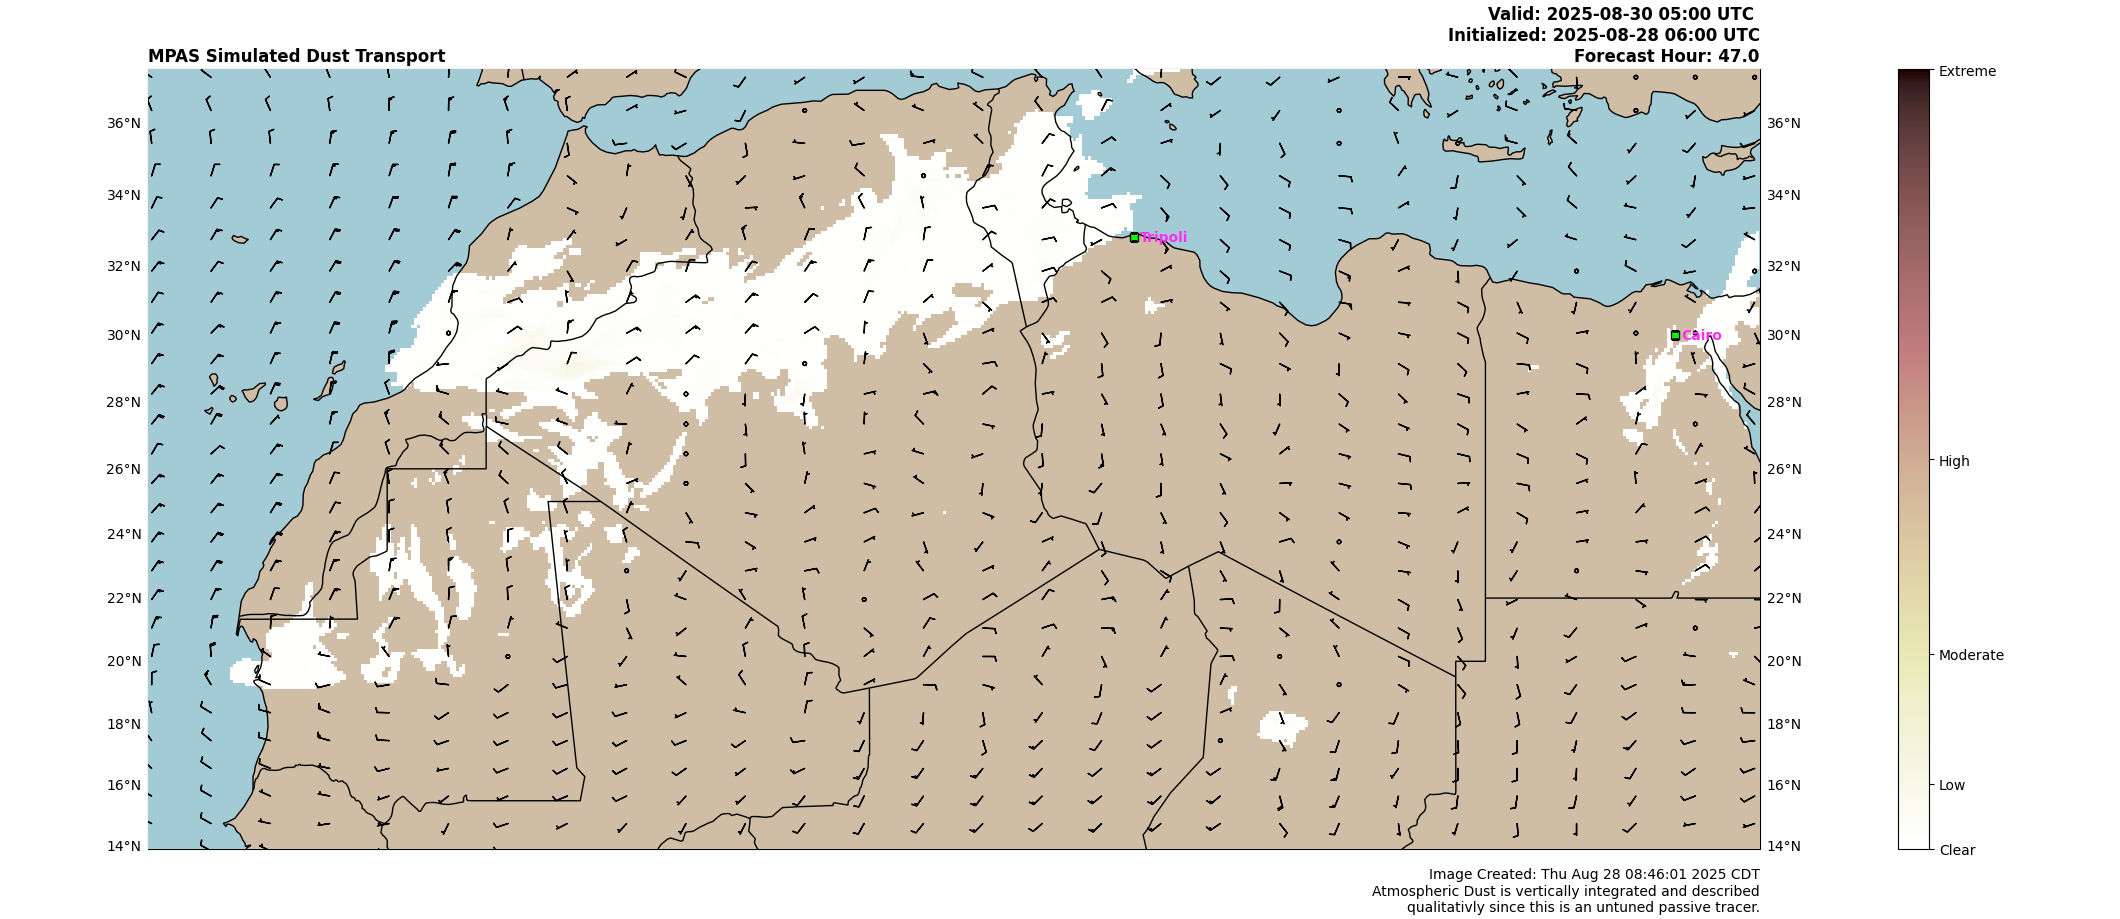 Valid: 2025-08-30 05:00 UTC
Initialized: 2025-08-28 06:00 UTC
MPAS Simulated Dust Transport
Forecast Hour: 47.0
Extreme
36°N
36°N
34°N
34°N
Tripoli
32°N
32°N
30°N
Cairo
30°N
28°N
28°N
26°N
26°N
High
24°N
24°N
22°N
22°N
20°N
20°N
Moderate
18°N
18°N
16°N
16°N
Low
14°N
14°N
Clear
Image Created: Thu Aug 28 08:46:01 2025 CDT
Atmospheric Dust is vertically integrated and described
qualitativly since this is an untuned passive tracer.